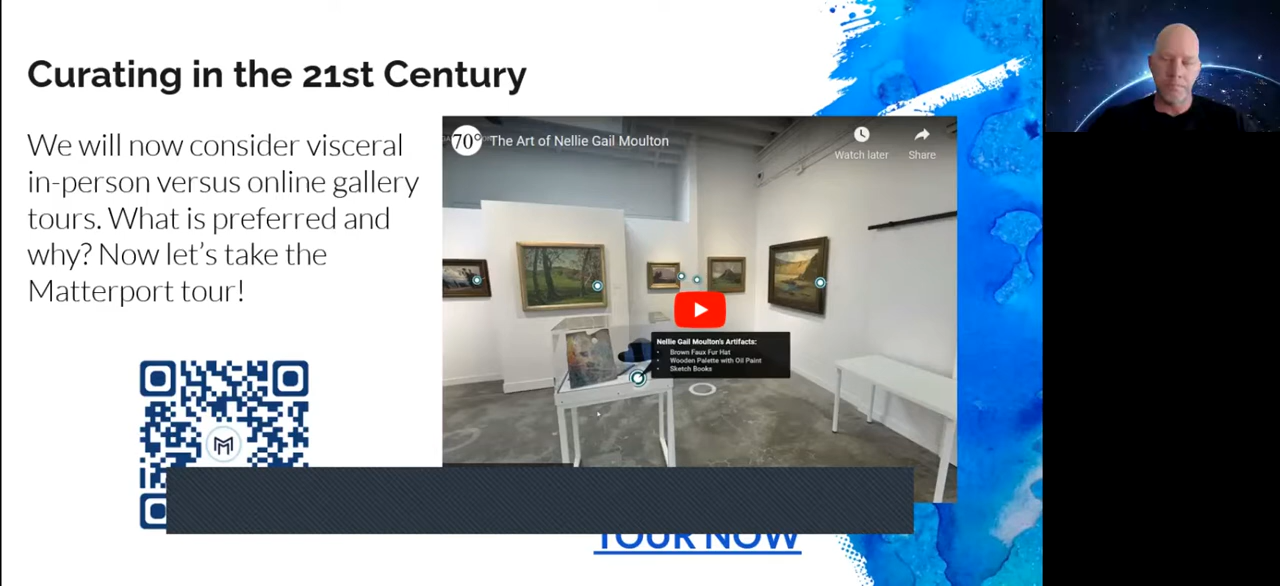 Curating in the 21st Century
We will now consider visceral
in-person versus online gallery
tours. What is preferred and
why? Now let’s take the
Matterport tour!
70°
The Art of Nellie Gail Moulton
Watch later
Share
Nellie Gail Moulton's Artifacts:
• Brown Faux Fur Hat
• Wooden Palette with Oil Paint
• Sketch Books
M
TOUR NOW